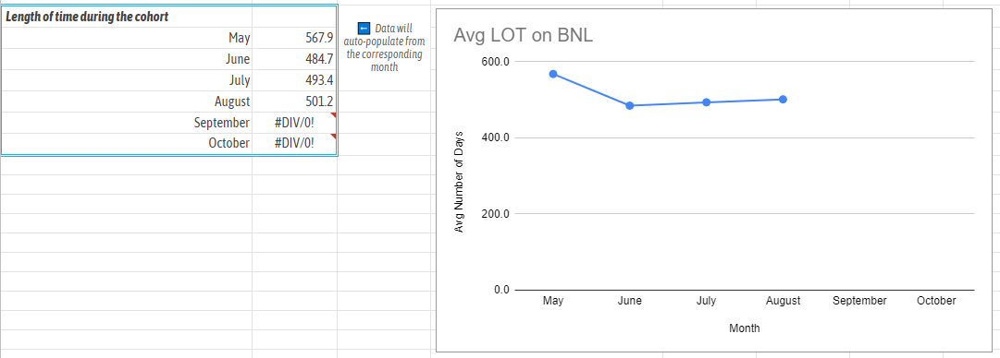 Length of time during the cohort
May 567.9
June 484.7
July 493.4
August 501.2
September #DIV/0!
October #DIV/0!
← Data will
auto-populate from
the corresponding
month
Avg LOT on BNL
600.0
400.0
200.0
0.0
Avg Number of Days
May June July August September October
Month